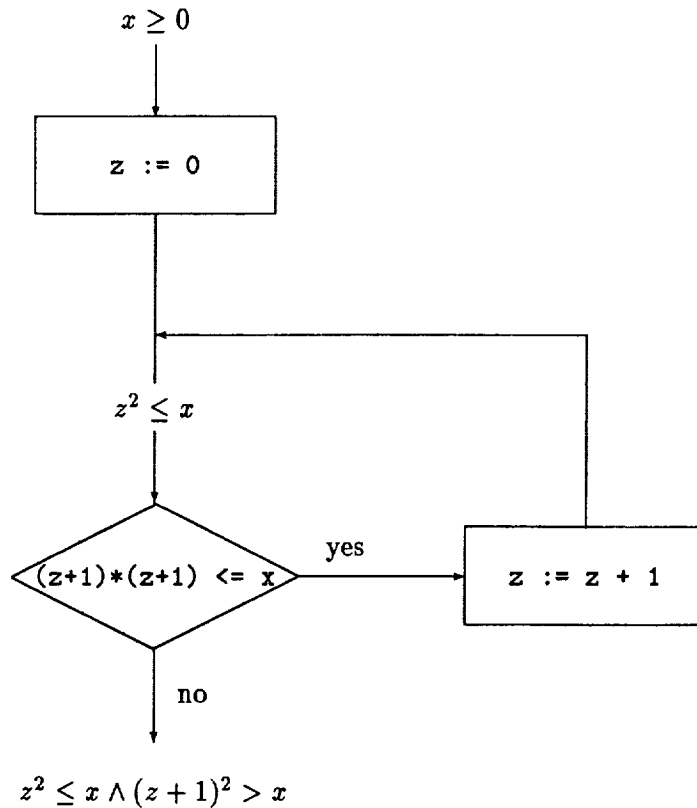 x ≥ 0
z := 0
z² ≤ x
(z+1)*(z+1) <= x
yes
z := z + 1
no
z² ≤ x ∧ (z + 1)² > x